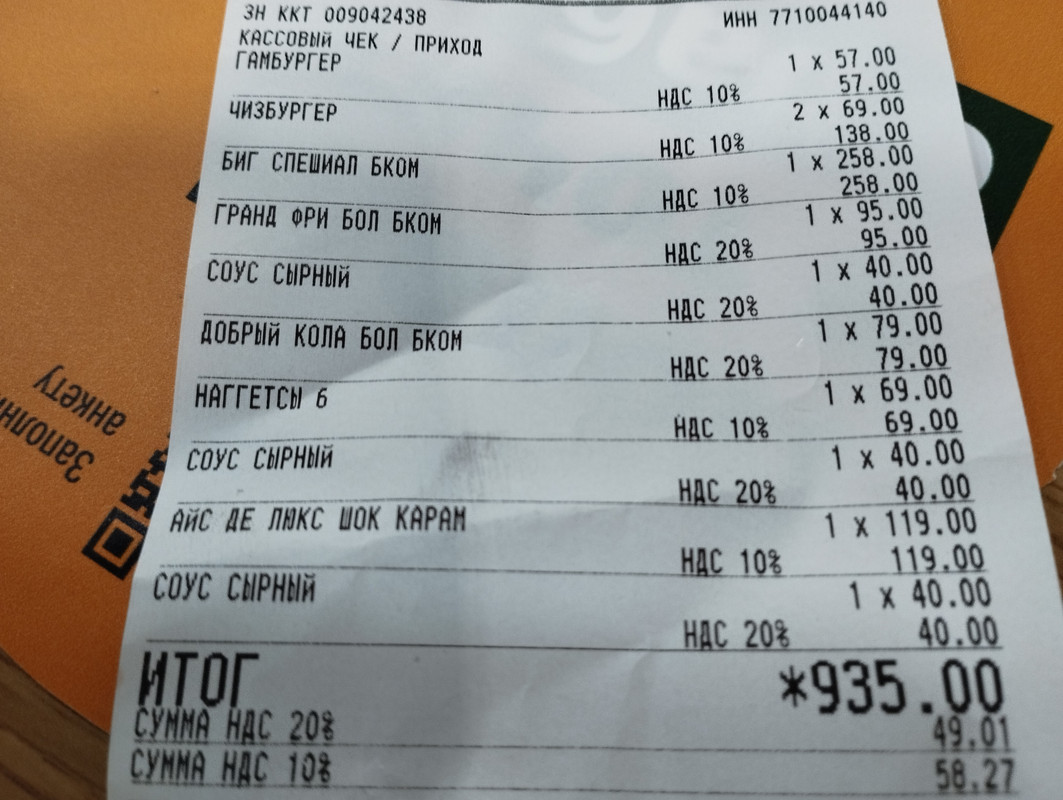 ЗН ККТ 009042438 ИНН 7710044140
КАССОВЫЙ ЧЕК / ПРИХОД
ГАМБУРГЕР 1 x 57.00
НДС 10% 57.00
ЧИЗБУРГЕР 2 x 69.00
НДС 10% 138.00
БИГ СПЕШИАЛ БКОМ 1 x 258.00
НДС 10% 258.00
ГРАНД ФРИ БОЛ БКОМ 1 x 95.00
НДС 20% 95.00
СОУС СЫРНЫЙ 1 x 40.00
НДС 20% 40.00
ДОБРЫЙ КОЛА БОЛ БКОМ 1 x 79.00
НДС 20% 79.00
НАГГЕТСЫ 6 1 x 69.00
НДС 10% 69.00
СОУС СЫРНЫЙ 1 x 40.00
НДС 20% 40.00
АЙС ДЕ ЛЮКС ШОК КАРАМ 1 x 119.00
НДС 10% 119.00
СОУС СЫРНЫЙ 1 x 40.00
НДС 20% 40.00
ИТОГ *935.00
СУММА НДС 20% 49.01
СУММА НДС 10% 58.27
анкету